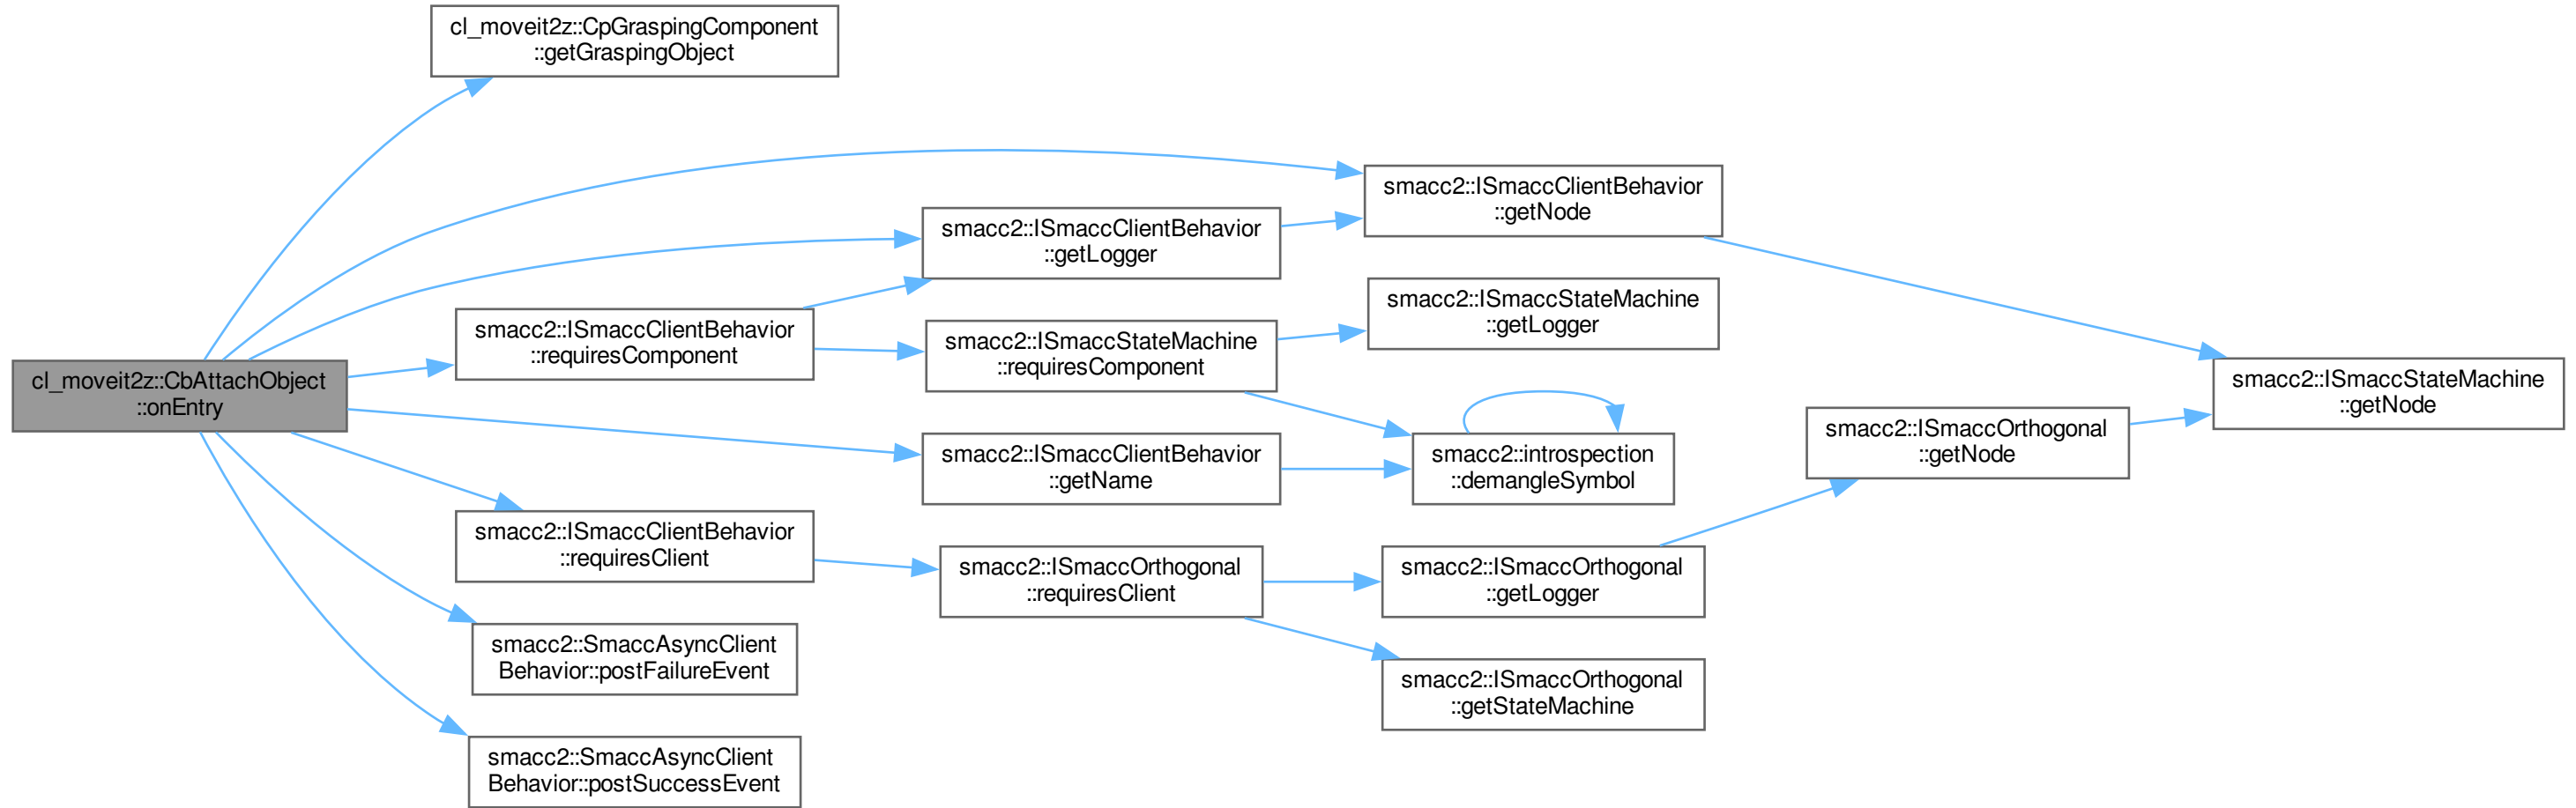 cl_moveit2z::CpGraspingComponent
::getGraspingObject
smacc2::ISmaccClientBehavior
::getNode
smacc2::ISmaccClientBehavior
::getLogger
smacc2::ISmaccStateMachine
::getLogger
smacc2::ISmaccClientBehavior
::requiresComponent
smacc2::ISmaccStateMachine
::requiresComponent
cl_moveit2z::CbAttachObject
::onEntry
smacc2::ISmaccStateMachine
::getNode
smacc2::ISmaccOrthogonal
::getNode
smacc2::ISmaccClientBehavior
::getName
smacc2::introspection
::demangleSymbol
smacc2::ISmaccClientBehavior
::requiresClient
smacc2::ISmaccOrthogonal
::requiresClient
smacc2::ISmaccOrthogonal
::getLogger
smacc2::SmaccAsyncClient
Behavior::postFailureEvent
smacc2::ISmaccOrthogonal
::getStateMachine
smacc2::SmaccAsyncClient
Behavior::postSuccessEvent